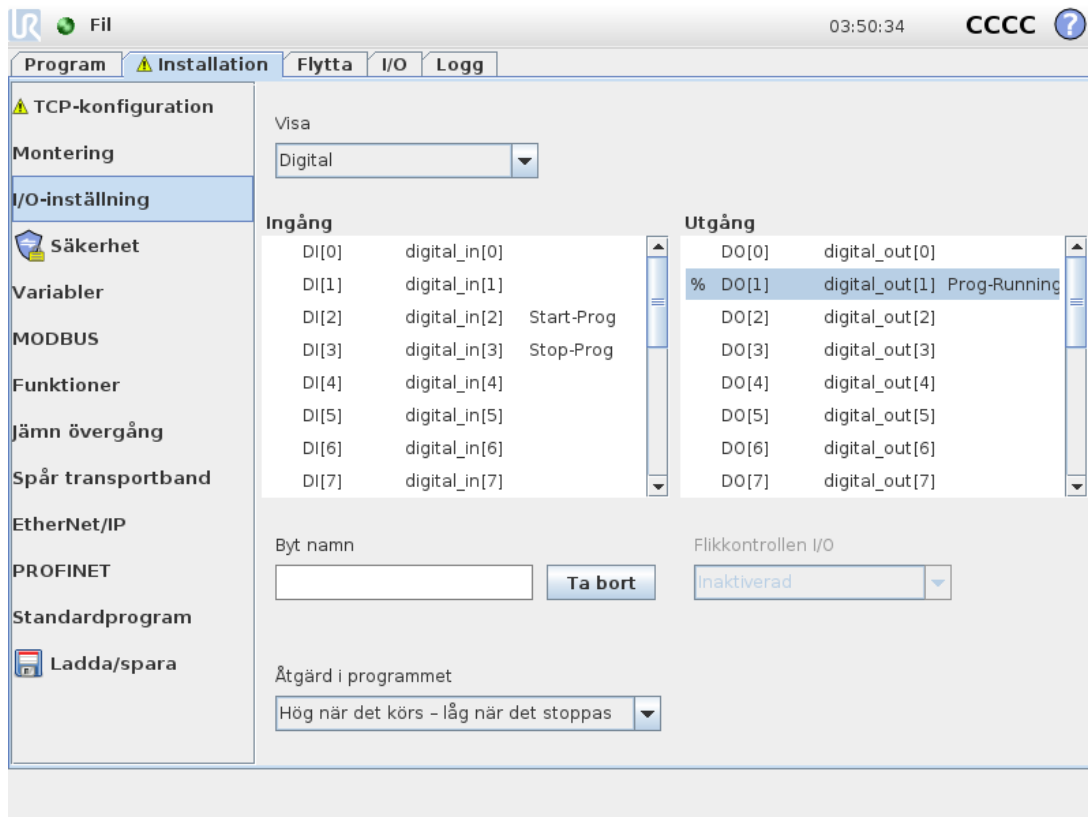 UR Fil 03:50:34 CCCC ?
Program Installation Flytta I/O Logg
TCP-konfiguration
Montering
I/O-inställning
Säkerhet
Variabler
MODBUS
Funktioner
Jämn övergång
Spår transportband
EtherNet/IP
PROFINET
Standardprogram
Ladda/spara
Visa
Digital
Ingång
DI[0] digital_in[0]
DI[1] digital_in[1]
DI[2] digital_in[2] Start-Prog
DI[3] digital_in[3] Stop-Prog
DI[4] digital_in[4]
DI[5] digital_in[5]
DI[6] digital_in[6]
DI[7] digital_in[7]
Utgång
DO[0] digital_out[0]
% DO[1] digital_out[1] Prog-Running
DO[2] digital_out[2]
DO[3] digital_out[3]
DO[4] digital_out[4]
DO[5] digital_out[5]
DO[6] digital_out[6]
DO[7] digital_out[7]
Byt namn
Ta bort
Flikkontrollen I/O
Inaktiverad
Åtgärd i programmet
Hög när det körs – låg när det stoppas